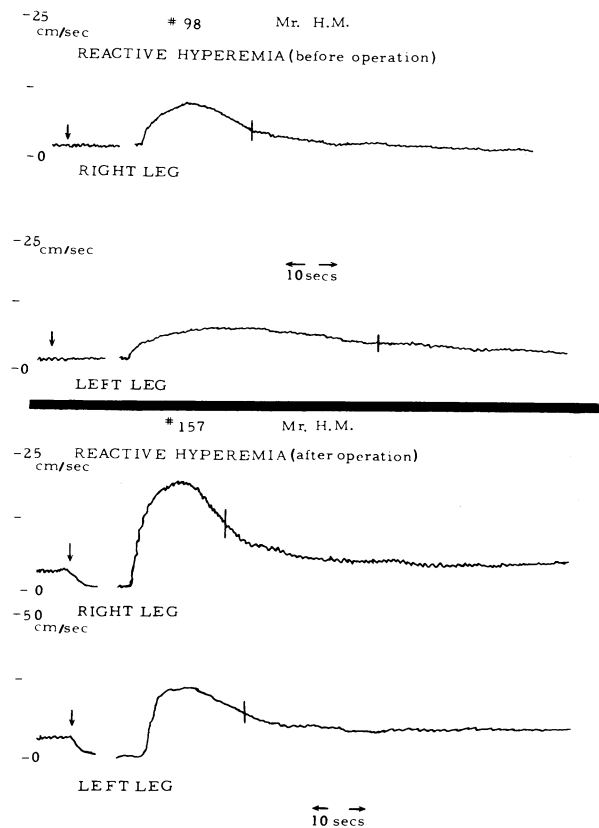 -25
cm/sec
# 98 Mr. H.M.
REACTIVE HYPEREMIA (before operation)
-
-0
RIGHT LEG
-25
cm/sec
10 secs
-
-0
LEFT LEG
# 157 Mr. H.M.
-25
cm/sec
REACTIVE HYPEREMIA (after operation)
-
-0
RIGHT LEG
-50
cm/sec
-
-0
LEFT LEG
10 secs